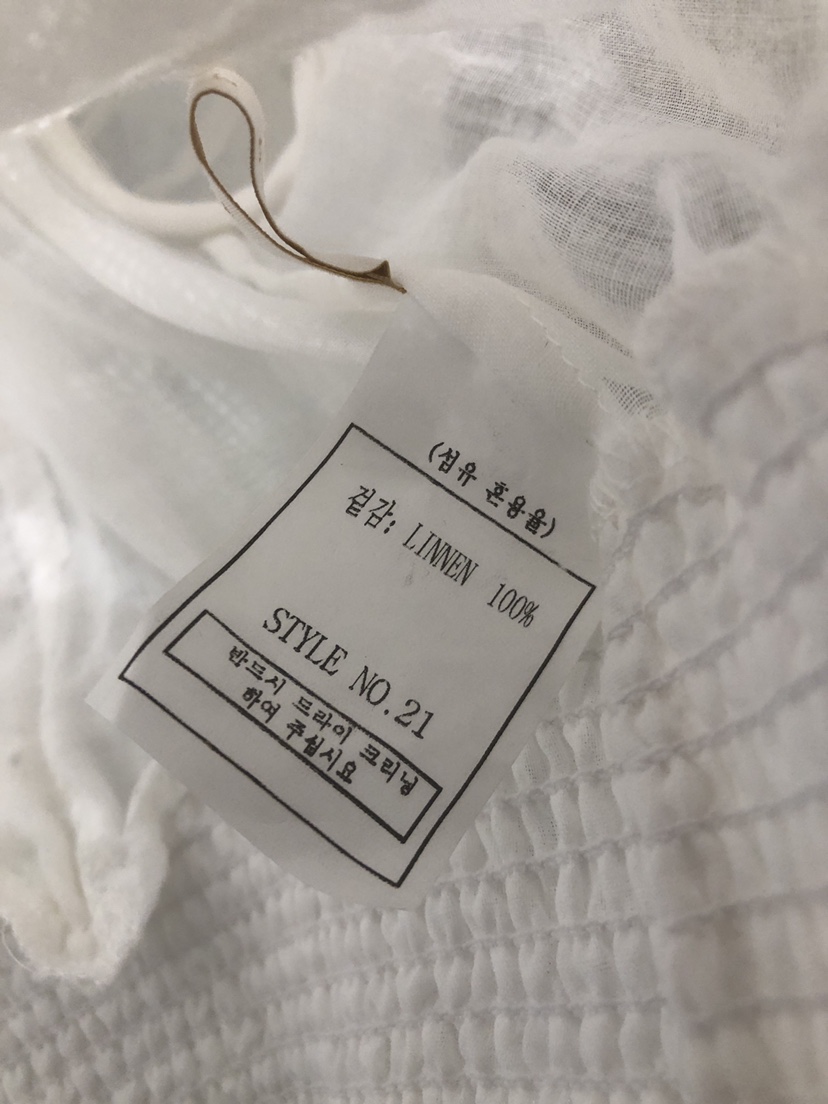 (섬유 혼용율)
겉감: LINNEN 100%
STYLE NO.21
반드시 드라이 크리닝
하여 주십시요